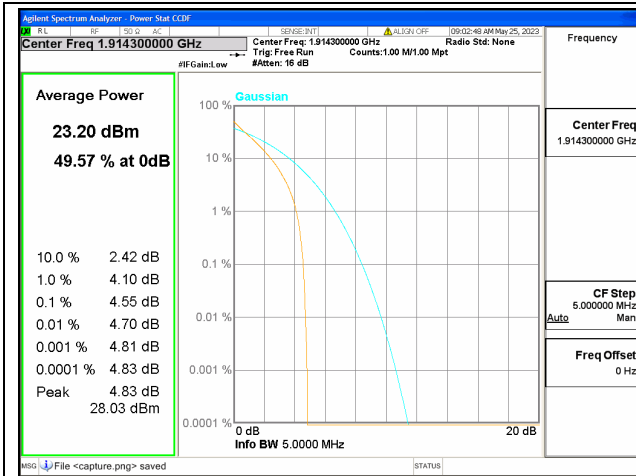 Agilent Spectrum Analyzer - Power Stat CCDF
RL RF 50 Ω AC SENSE:INT ALIGN OFF 09:02:48 AM May 25, 2023
Center Freq 1.914300000 GHz
Center Freq: 1.914300000 GHz Radio Std: None
Trig: Free Run Counts:1.00 M/1.00 Mpt
#IFGain:Low #Atten: 16 dB
Frequency
Average Power
23.20 dBm
49.57 % at 0dB
10.0 % 2.42 dB
1.0 % 4.10 dB
0.1 % 4.55 dB
0.01 % 4.70 dB
0.001 % 4.81 dB
0.0001 % 4.83 dB
Peak 4.83 dB
28.03 dBm
Gaussian
100 %
10 %
1 %
0.1 %
0.01 %
0.001 %
0.0001 %
0 dB 20 dB
Info BW 5.0000 MHz
Center Freq
1.914300000 GHz
CF Step
5.000000 MHz
Auto Man
Freq Offset
0 Hz
MSG File <capture.png> saved STATUS